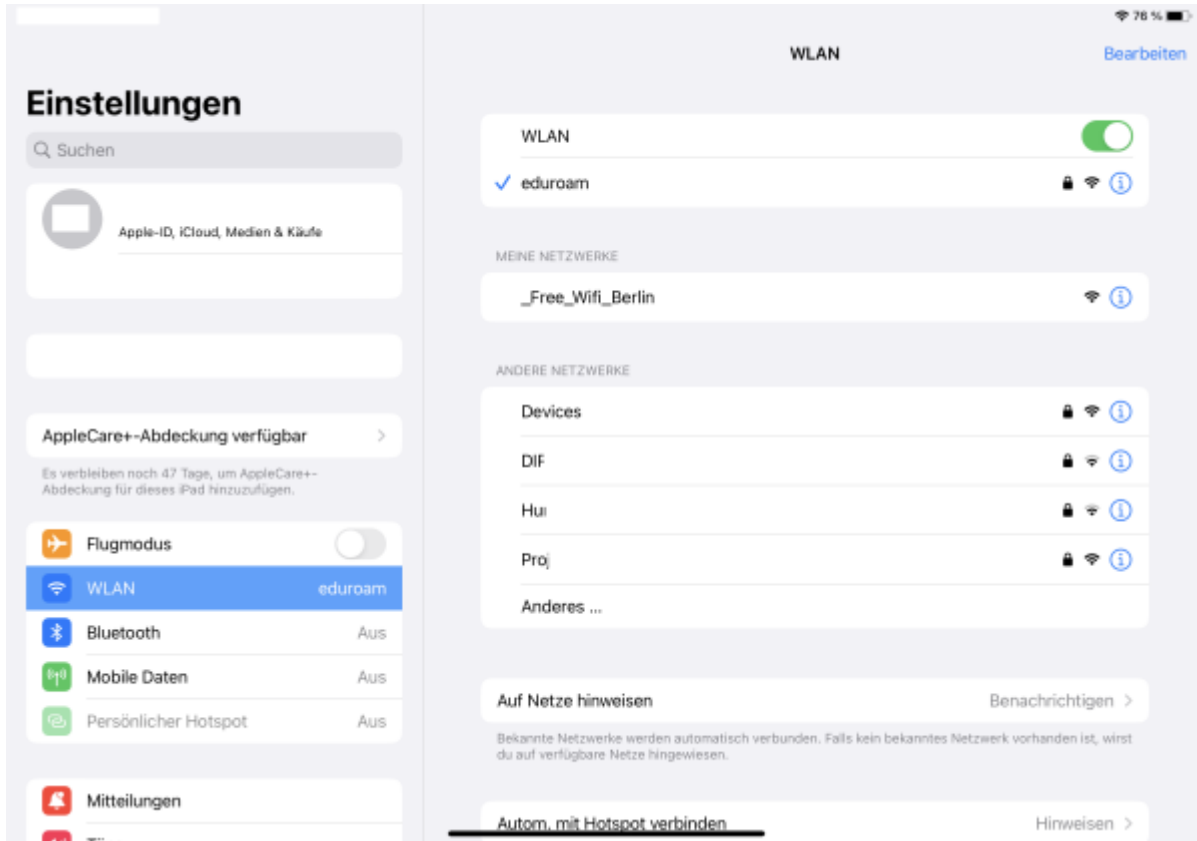 76 %
Einstellungen
Suchen
Apple-ID, iCloud, Medien & Käufe
AppleCare+-Abdeckung verfügbar
Es verbleiben noch 47 Tage, um AppleCare+-
Abdeckung für dieses iPad hinzuzufügen.
Flugmodus
WLAN eduroam
Bluetooth Aus
Mobile Daten Aus
Persönlicher Hotspot Aus
Mitteilungen
WLAN Bearbeiten
WLAN
eduroam
MEINE NETZWERKE
_Free_Wifi_Berlin
ANDERE NETZWERKE
Devices
DIF
Hu
Proj
Anderes ...
Auf Netze hinweisen Benachrichtigen
Bekannte Netzwerke werden automatisch verbunden. Falls kein bekanntes Netzwerk vorhanden ist, wirst
du auf verfügbare Netze hingewiesen.
Autom. mit Hotspot verbinden Hinweisen